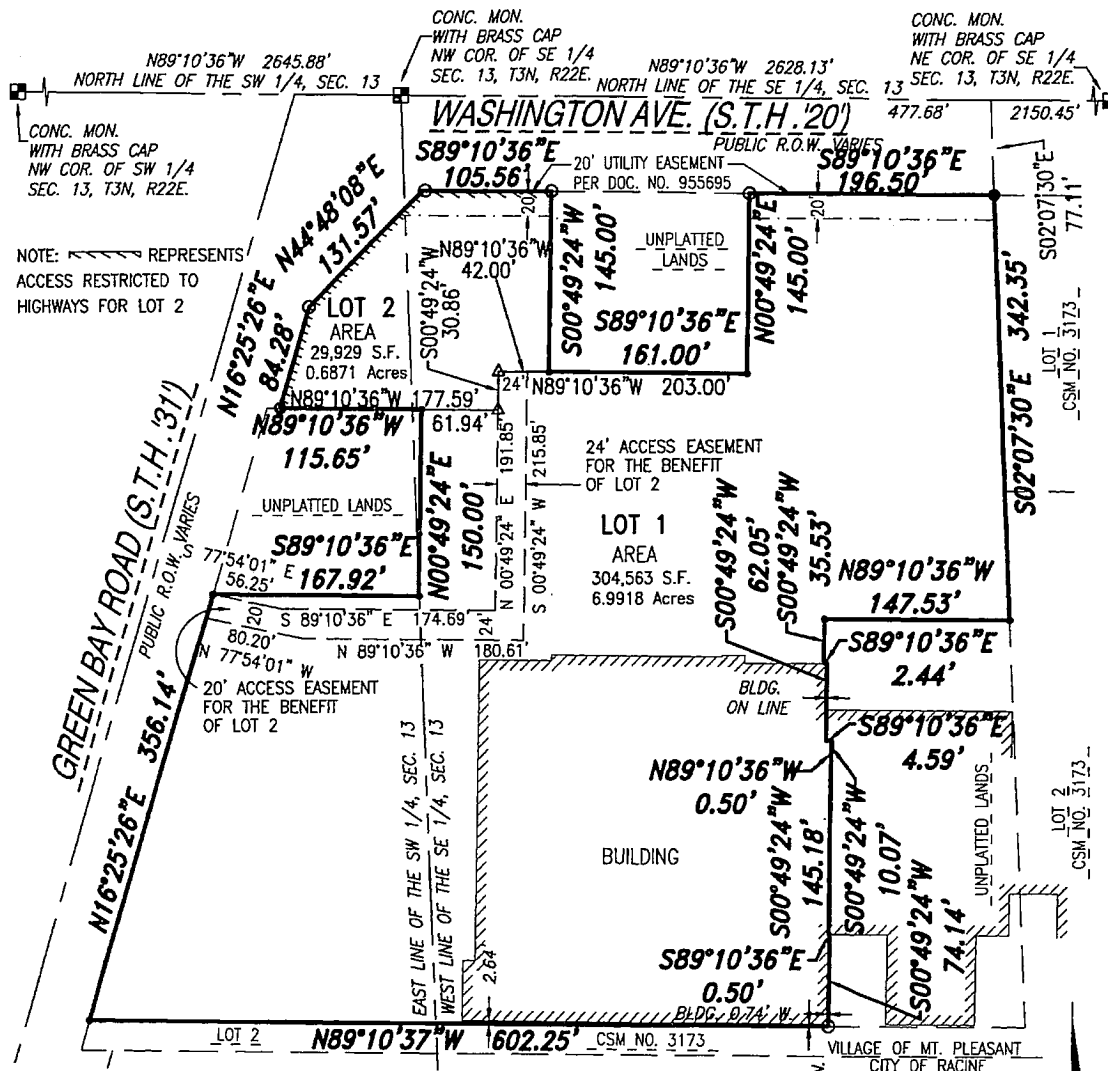 CONC. MON.
WITH BRASS CAP
NW COR. OF SE 1/4
SEC. 13, T3N, R22E.
CONC. MON.
WITH BRASS CAP
NE COR. OF SE 1/4
SEC. 13, T3N, R22E.
N89°10'36"W 2645.88'
NORTH LINE OF THE SW 1/4, SEC. 13
N89°10'36"W 2628.13'
NORTH LINE OF THE SE 1/4, SEC. 13
477.68'
2150.45'
CONC. MON.
WITH BRASS CAP
NW COR. OF SW 1/4
SEC. 13, T3N, R22E.
WASHINGTON AVE. (S.T.H. '20')
PUBLIC R.O.W. VARIES
S89°10'36"E
105.56'
20' UTILITY EASEMENT
PER DOC. NO. 955695
S89°10'36"E
196.50'
S02°07'30"E
77.11'
20'
20'
N44°48'08"E
131.57'
NOTE: REPRESENTS
ACCESS RESTRICTED TO
HIGHWAYS FOR LOT 2
N89°10'36"W
42.00'
S00°49'24"W
30.86'
S00°49'24"W
145.00'
UNPLATTED
LANDS
N00°49'24"E
145.00'
S89°10'36"E
161.00'
N89°10'36"W 203.00'
24'
N16°25'26"E
84.28'
LOT 2
AREA
29,929 S.F.
0.6871 Acres
N89°10'36"W 177.59'
61.94'
N89°10'36"W
115.65'
UNPLATTED LANDS
N00°49'24"E
150.00'
N 00°49'24" E 191.85'
S 00°49'24" W 215.85'
24' ACCESS EASEMENT
FOR THE BENEFIT
OF LOT 2
LOT 1
AREA
304,563 S.F.
6.9918 Acres
S02°07'30"E 342.35'
LOT 1
CSM NO. 3173
GREEN BAY ROAD (S.T.H. '31')
PUBLIC R.O.W. VARIES
S 77°54'01" E
56.25'
S89°10'36"E
167.92'
20'
S 89°10'36" E 174.69'
24'
80.20'
N 77°54'01" W
N 89°10'36" W 180.61'
20' ACCESS EASEMENT
FOR THE BENEFIT
OF LOT 2
N16°25'26"E 356.14'
S00°49'24"W
62.05'
S00°49'24"W
35.53'
N89°10'36"W
147.53'
S89°10'36"E
2.44'
BLDG.
ON LINE
S89°10'36"E
4.59'
N89°10'36"W
0.50'
S00°49'24"W
145.18'
S00°49'24"W
10.07'
S00°49'24"W
74.14'
UNPLATTED LANDS
LOT 2
CSM NO. 3173
BUILDING
EAST LINE OF THE SW 1/4, SEC. 13
WEST LINE OF THE SE 1/4, SEC. 13
2.64'
S89°10'36"E
0.50'
BLDG. 0.74' W.
LOT 2
N89°10'37"W 602.25'
CSM NO. 3173
VILLAGE OF MT. PLEASANT
CITY OF RACINE